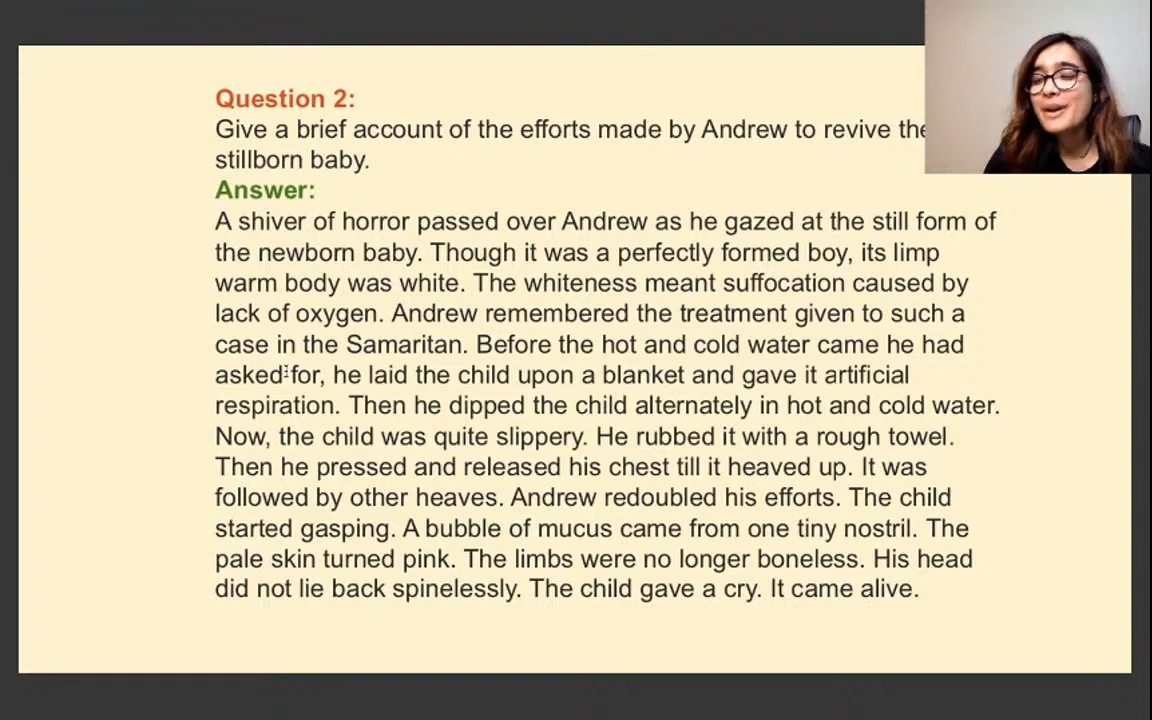 Question 2:
Give a brief account of the efforts made by Andrew to revive the
stillborn baby.
Answer:
A shiver of horror passed over Andrew as he gazed at the still form of
the newborn baby. Though it was a perfectly formed boy, its limp
warm body was white. The whiteness meant suffocation caused by
lack of oxygen. Andrew remembered the treatment given to such a
case in the Samaritan. Before the hot and cold water came he had
asked for, he laid the child upon a blanket and gave it artificial
respiration. Then he dipped the child alternately in hot and cold water.
Now, the child was quite slippery. He rubbed it with a rough towel.
Then he pressed and released his chest till it heaved up. It was
followed by other heaves. Andrew redoubled his efforts. The child
started gasping. A bubble of mucus came from one tiny nostril. The
pale skin turned pink. The limbs were no longer boneless. His head
did not lie back spinelessly. The child gave a cry. It came alive.